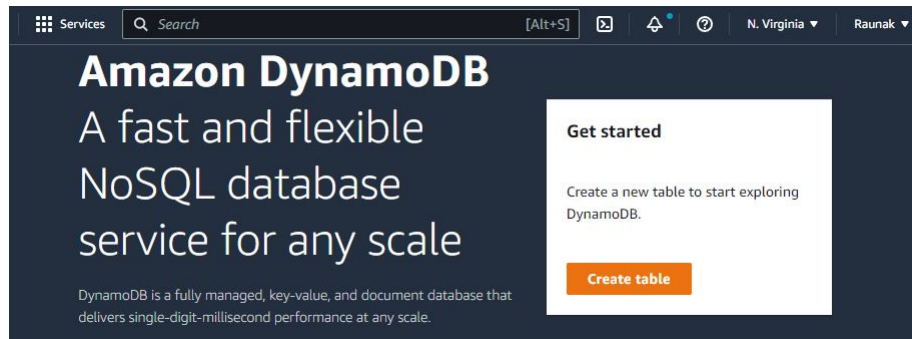 Services Search [Alt+S] N. Virginia Raunak
Amazon DynamoDB
A fast and flexible
NoSQL database
service for any scale
DynamoDB is a fully managed, key-value, and document database that
delivers single-digit-millisecond performance at any scale.
Get started
Create a new table to start exploring
DynamoDB.
Create table